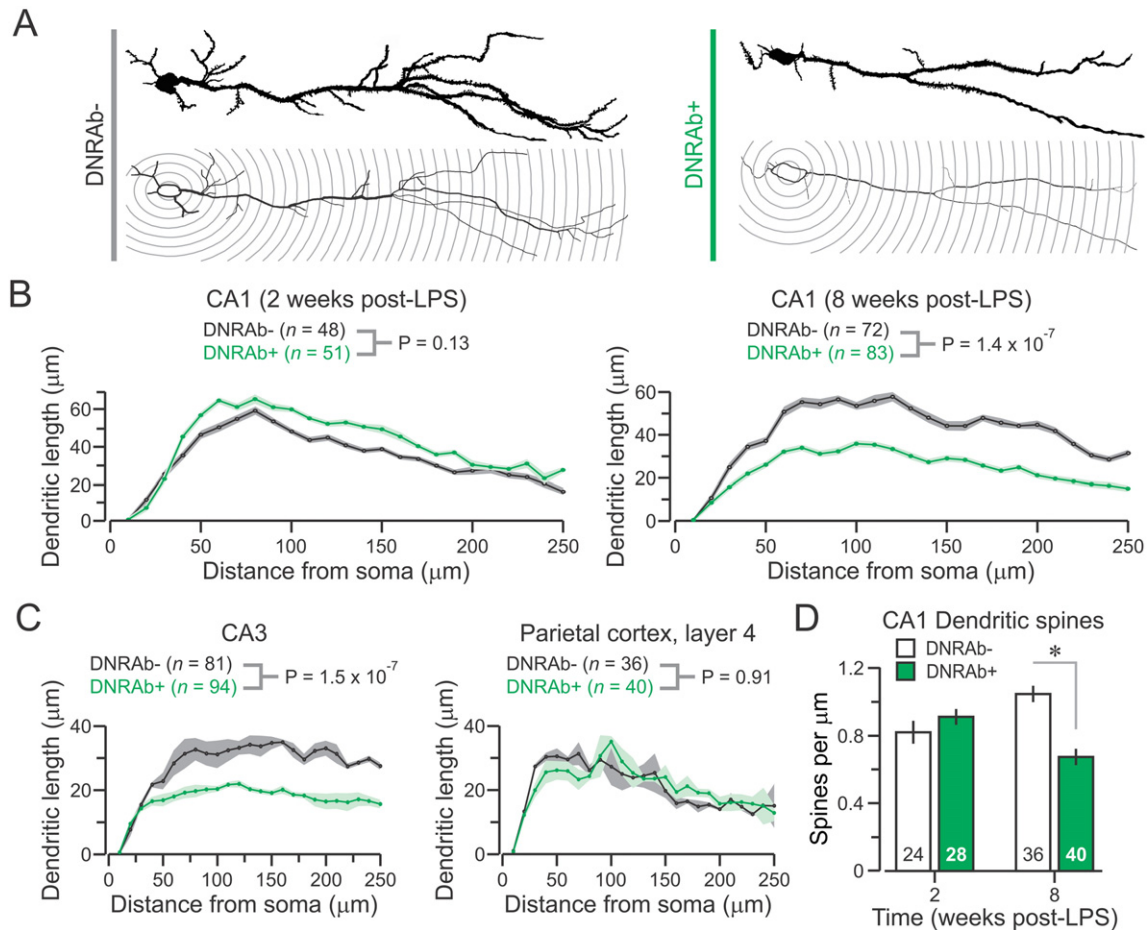 A
DNRAb-
DNRAb+
B
CA1 (2 weeks post-LPS)
DNRAb- (n = 48)
DNRAb+ (n = 51)
P = 0.13
Dendritic length (μm)
60
40
20
0
0 50 100 150 200 250
Distance from soma (μm)
CA1 (8 weeks post-LPS)
DNRAb- (n = 72)
DNRAb+ (n = 83)
P = 1.4 x 10-7
Dendritic length (μm)
60
40
20
0
0 50 100 150 200 250
Distance from soma (μm)
C
CA3
DNRAb- (n = 81)
DNRAb+ (n = 94)
P = 1.5 x 10-7
Dendritic length (μm)
40
20
0
0 50 100 150 200 250
Distance from soma (μm)
Parietal cortex, layer 4
DNRAb- (n = 36)
DNRAb+ (n = 40)
P = 0.91
Dendritic length (μm)
40
20
0
0 50 100 150 200 250
Distance from soma (μm)
D
CA1 Dendritic spines
DNRAb-
DNRAb+
*
Spines per μm
1.2
0.8
0.4
0
24 28 36 40
2 8
Time (weeks post-LPS)